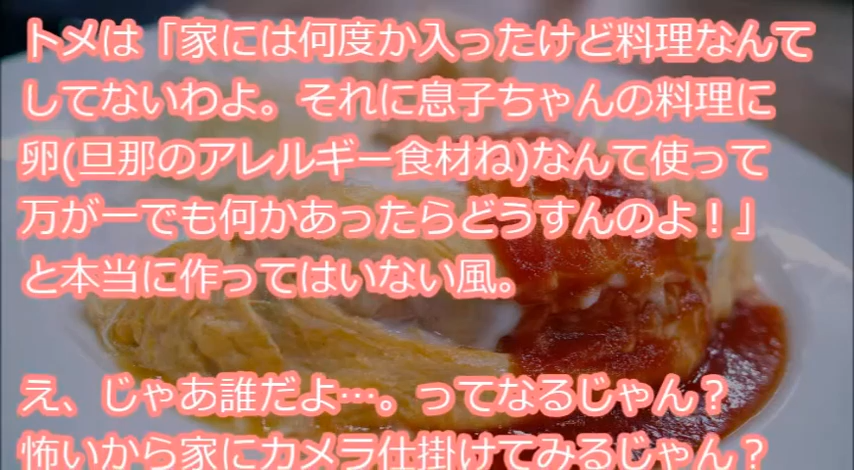 トメは「家には何度か入ったけど料理なんて
してないわよ。それに息子ちゃんの料理に
卵(旦那のアレルギー食材ね)なんて使って
万が一でも何かあったらどうすんのよ！」
と本当に作ってはいない風。
え、じゃあ誰だよ…。ってなるじゃん？
怖いから家にカメラ仕掛けてみるじゃん？